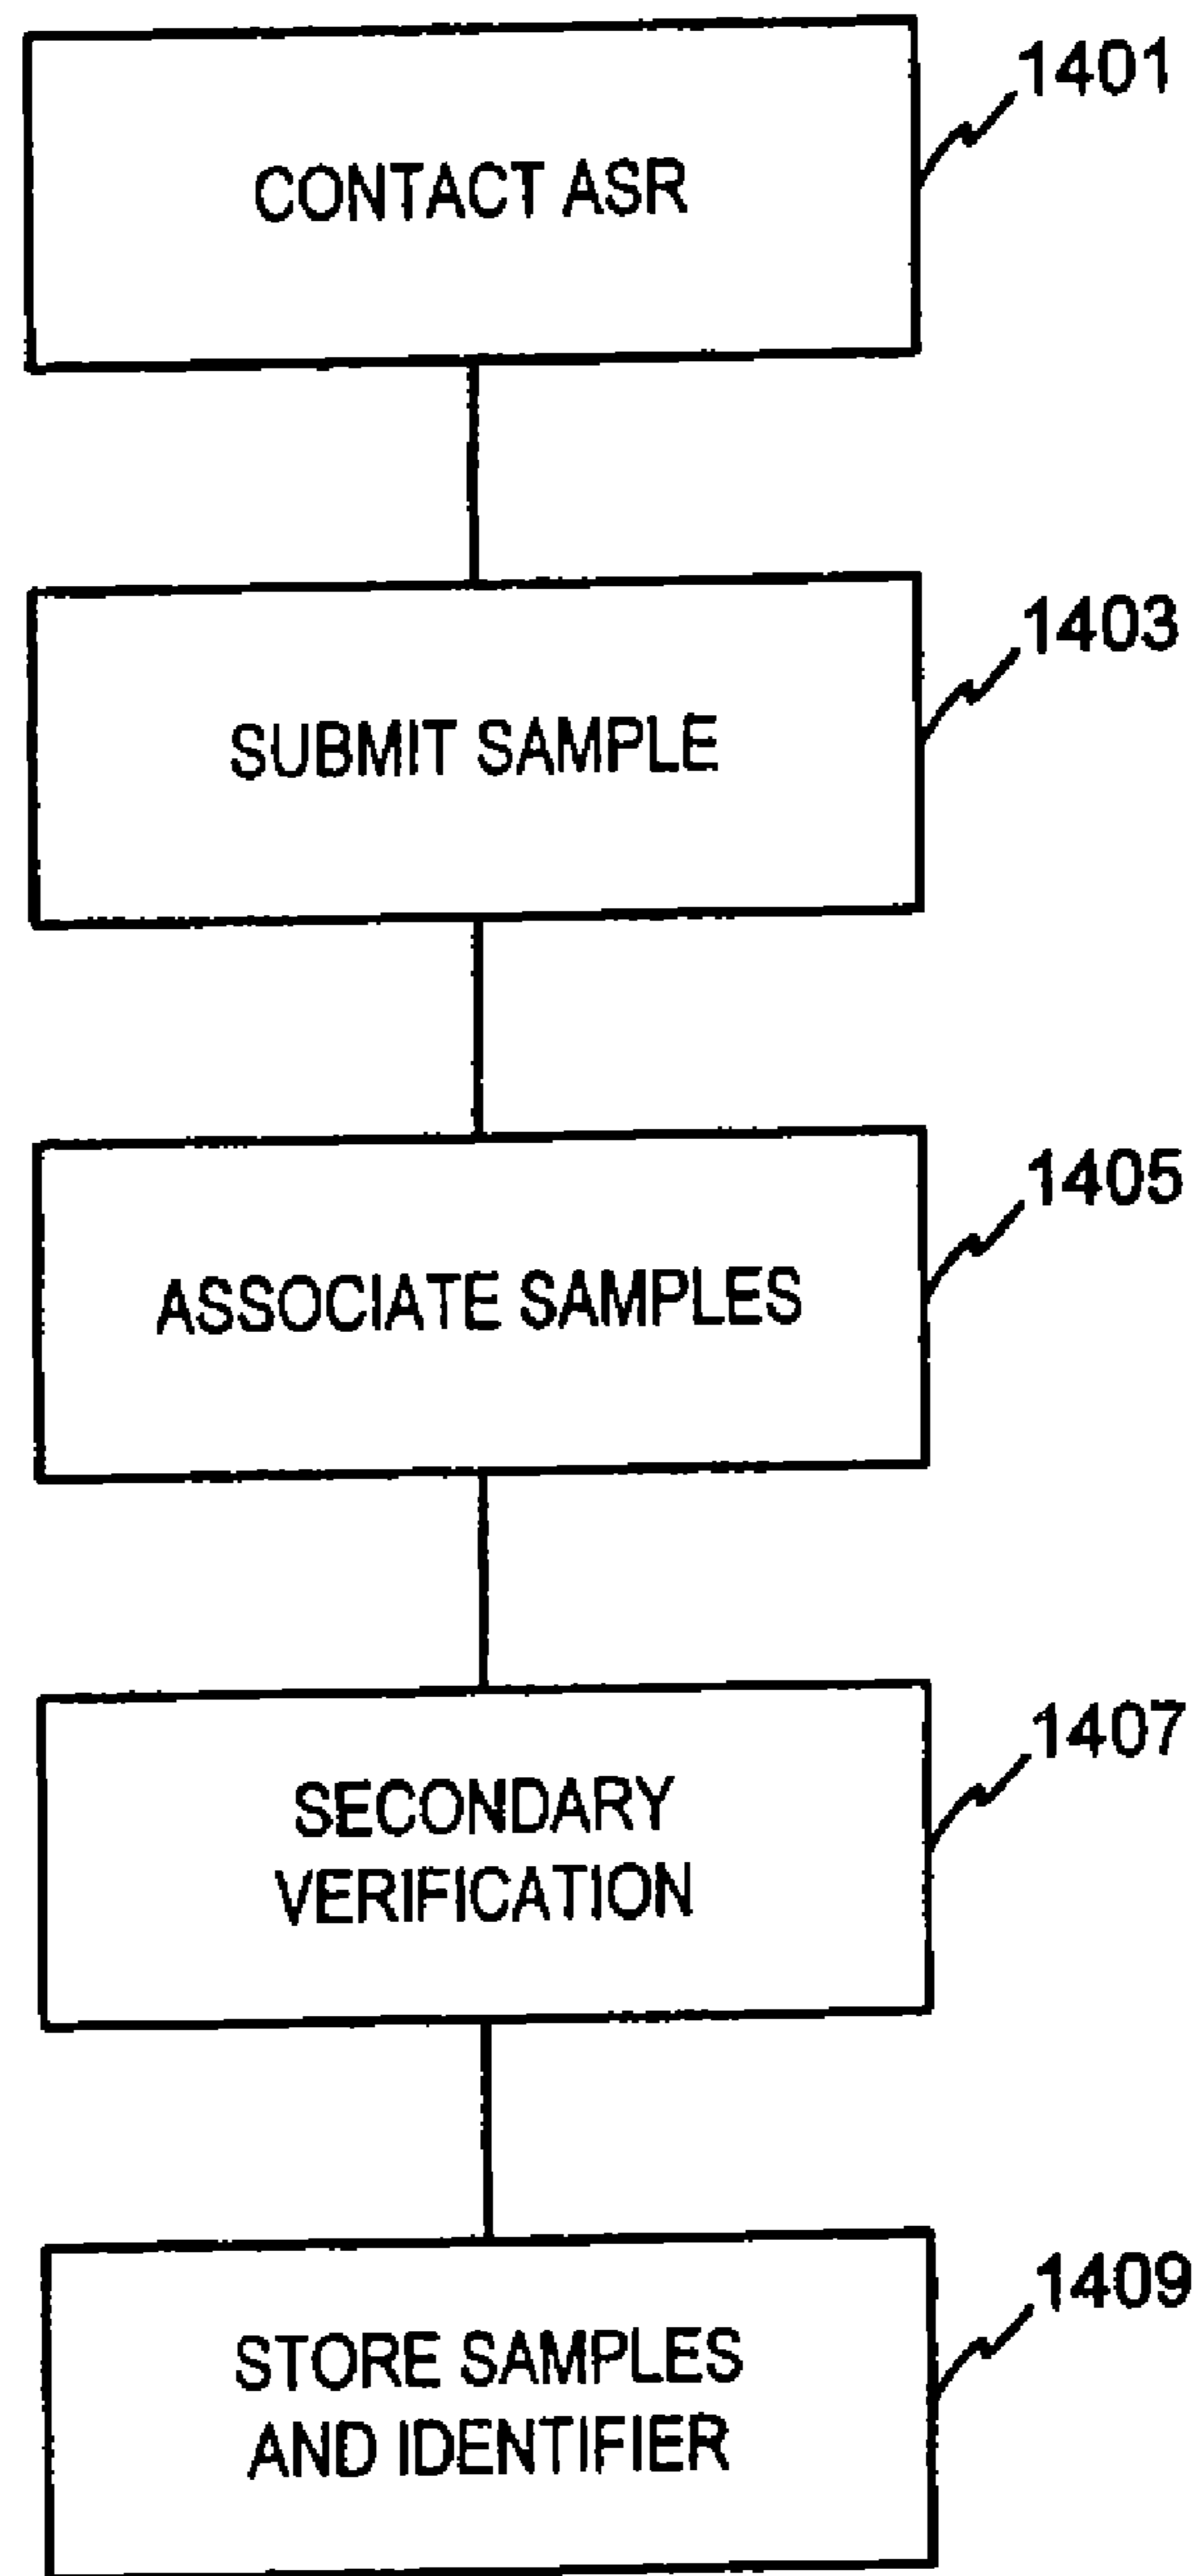 1401
CONTACT ASR
1403
SUBMIT SAMPLE
1405
ASSOCIATE SAMPLES
1407
SECONDARY
VERIFICATION
1409
STORE SAMPLES
AND IDENTIFIER